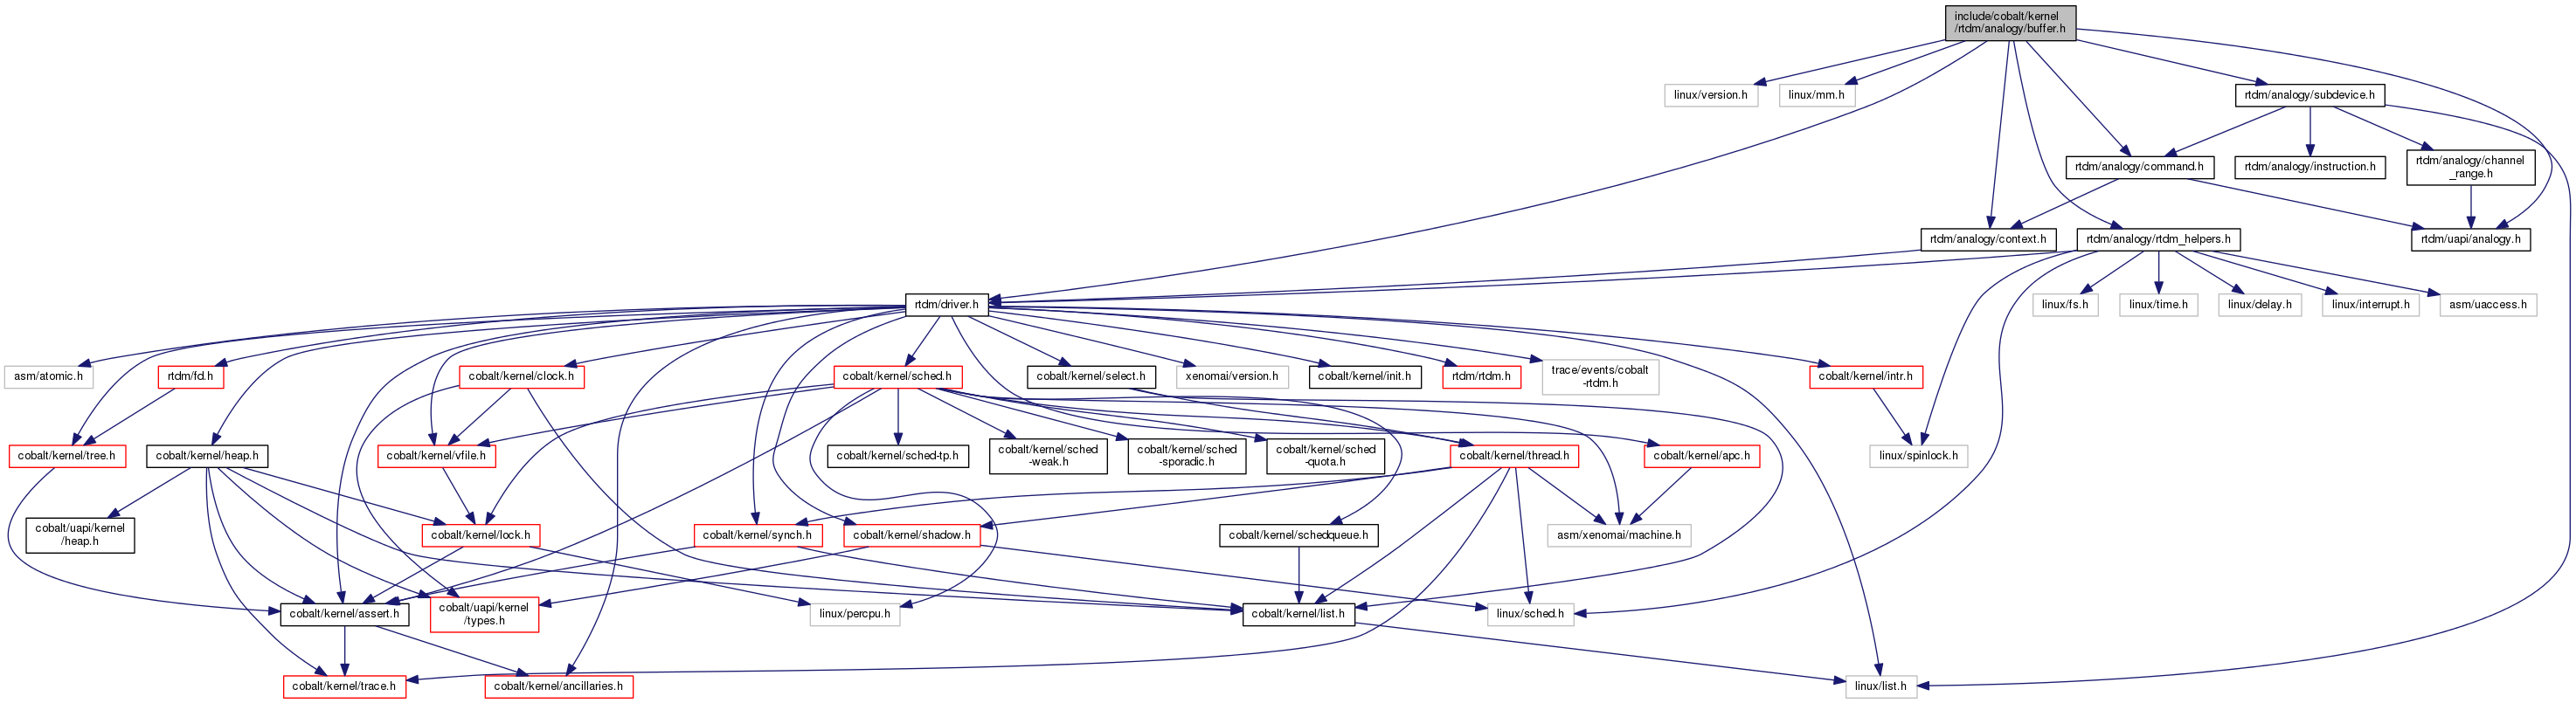 include/cobalt/kernel
/rtdm/analogy/buffer.h
linux/version.h
linux/mm.h
rtdm/analogy/subdevice.h
rtdm/analogy/command.h
rtdm/analogy/instruction.h
rtdm/analogy/channel
_range.h
rtdm/analogy/context.h
rtdm/analogy/rtdm_helpers.h
rtdm/uapi/analogy.h
rtdm/driver.h
linux/fs.h
linux/time.h
linux/delay.h
linux/interrupt.h
asm/uaccess.h
asm/atomic.h
rtdm/fd.h
cobalt/kernel/clock.h
cobalt/kernel/sched.h
cobalt/kernel/select.h
xenomai/version.h
cobalt/kernel/init.h
rtdm/rtdm.h
trace/events/cobalt
-rtdm.h
cobalt/kernel/intr.h
cobalt/kernel/tree.h
cobalt/kernel/heap.h
cobalt/kernel/vfile.h
cobalt/kernel/sched-tp.h
cobalt/kernel/sched
-weak.h
cobalt/kernel/sched
-sporadic.h
cobalt/kernel/sched
-quota.h
cobalt/kernel/thread.h
cobalt/kernel/apc.h
linux/spinlock.h
cobalt/uapi/kernel
/heap.h
cobalt/kernel/lock.h
cobalt/kernel/synch.h
cobalt/kernel/shadow.h
cobalt/kernel/schedqueue.h
asm/xenomai/machine.h
cobalt/kernel/assert.h
cobalt/uapi/kernel
/types.h
linux/percpu.h
cobalt/kernel/list.h
linux/sched.h
cobalt/kernel/trace.h
cobalt/kernel/ancillaries.h
linux/list.h